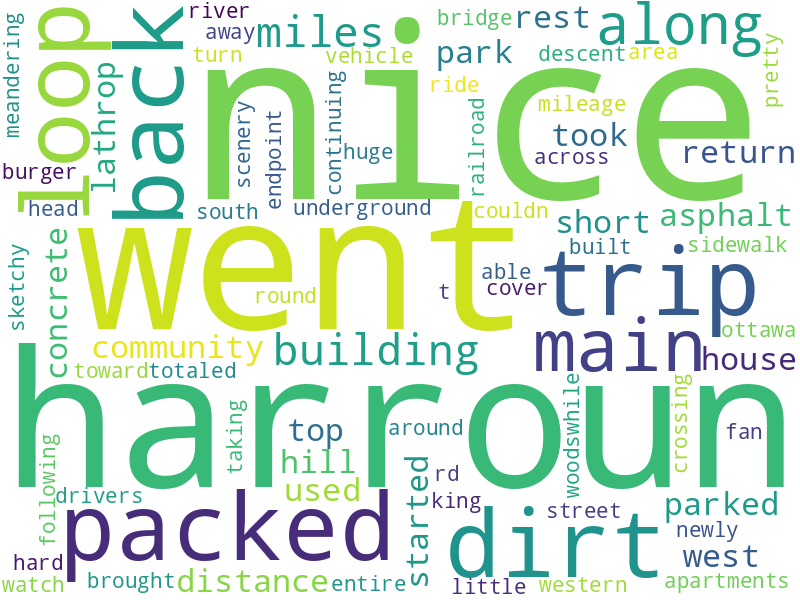 river
bridge
rest
along
away
miles
meandering
loop
back
nice
turn
vehicle
park
descent
area
pretty
lathrop
ride
mileage
scenery
endpoint
continuing
railroad
took
huge
across
return
burger
head
south
underground
couldn
short
asphalt
went
built
sidewalk
sketchy
concrete
able
trip
round
t
cover
community
building
main
ottawa
house
toward
totaled
harroun
taking
woodswhile
crossing
top
around
fan
following
hill
used
started
rd
drivers
packed
king
street
parked
dirt
newly
hard
west
watch
brought
distance
entire
little
western
apartments